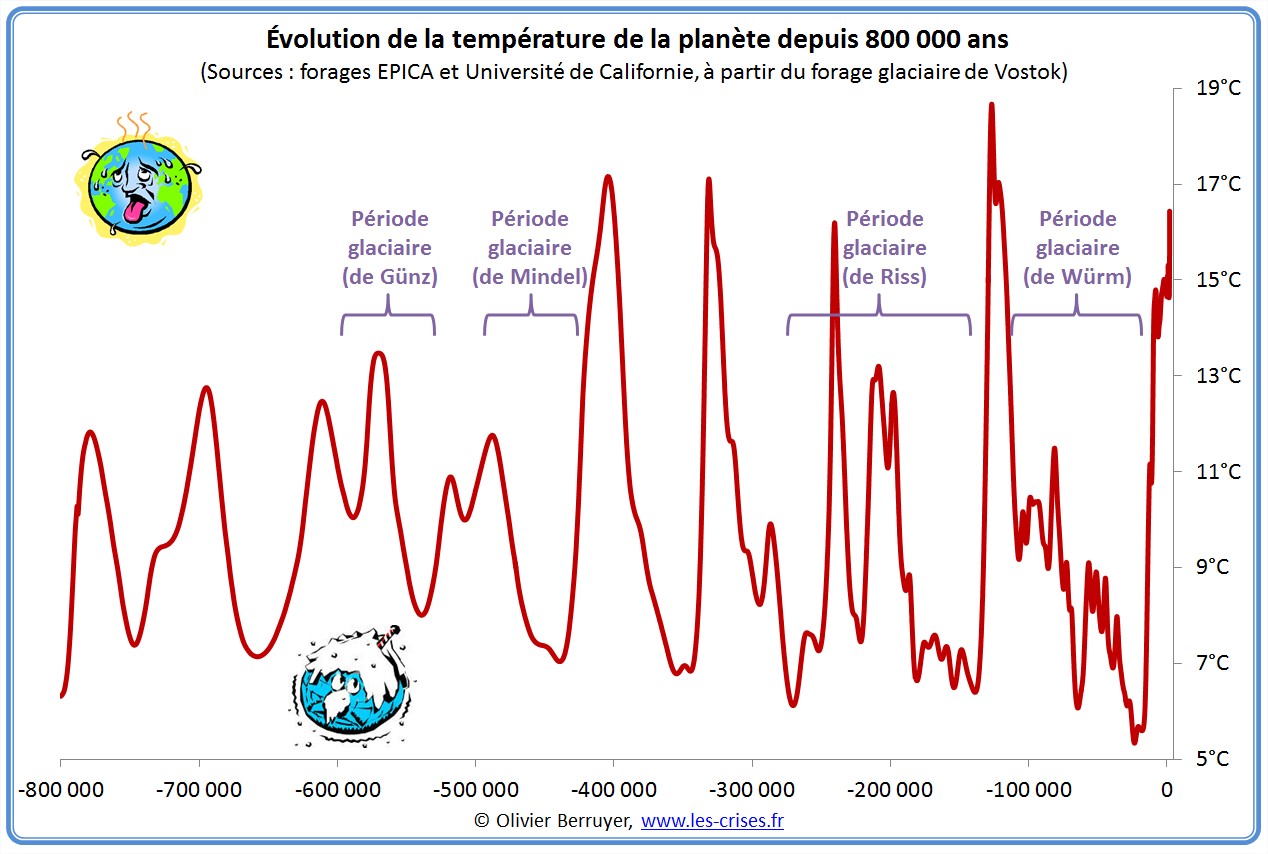 Évolution de la température de la planète depuis 800 000 ans
(Sources : forages EPICA et Université de Californie, à partir du forage glaciaire de Vostok)
19°C
17°C
Période
glaciaire
(de Günz)
Période
glaciaire
(de Mindel)
Période
glaciaire
(de Riss)
Période
glaciaire
(de Würm)
15°C
13°C
11°C
9°C
7°C
5°C
-800 000 -700 000 -600 000 -500 000 -400 000 -300 000 -200 000 -100 000 0
© Olivier Berruyer, www.les-crises.fr